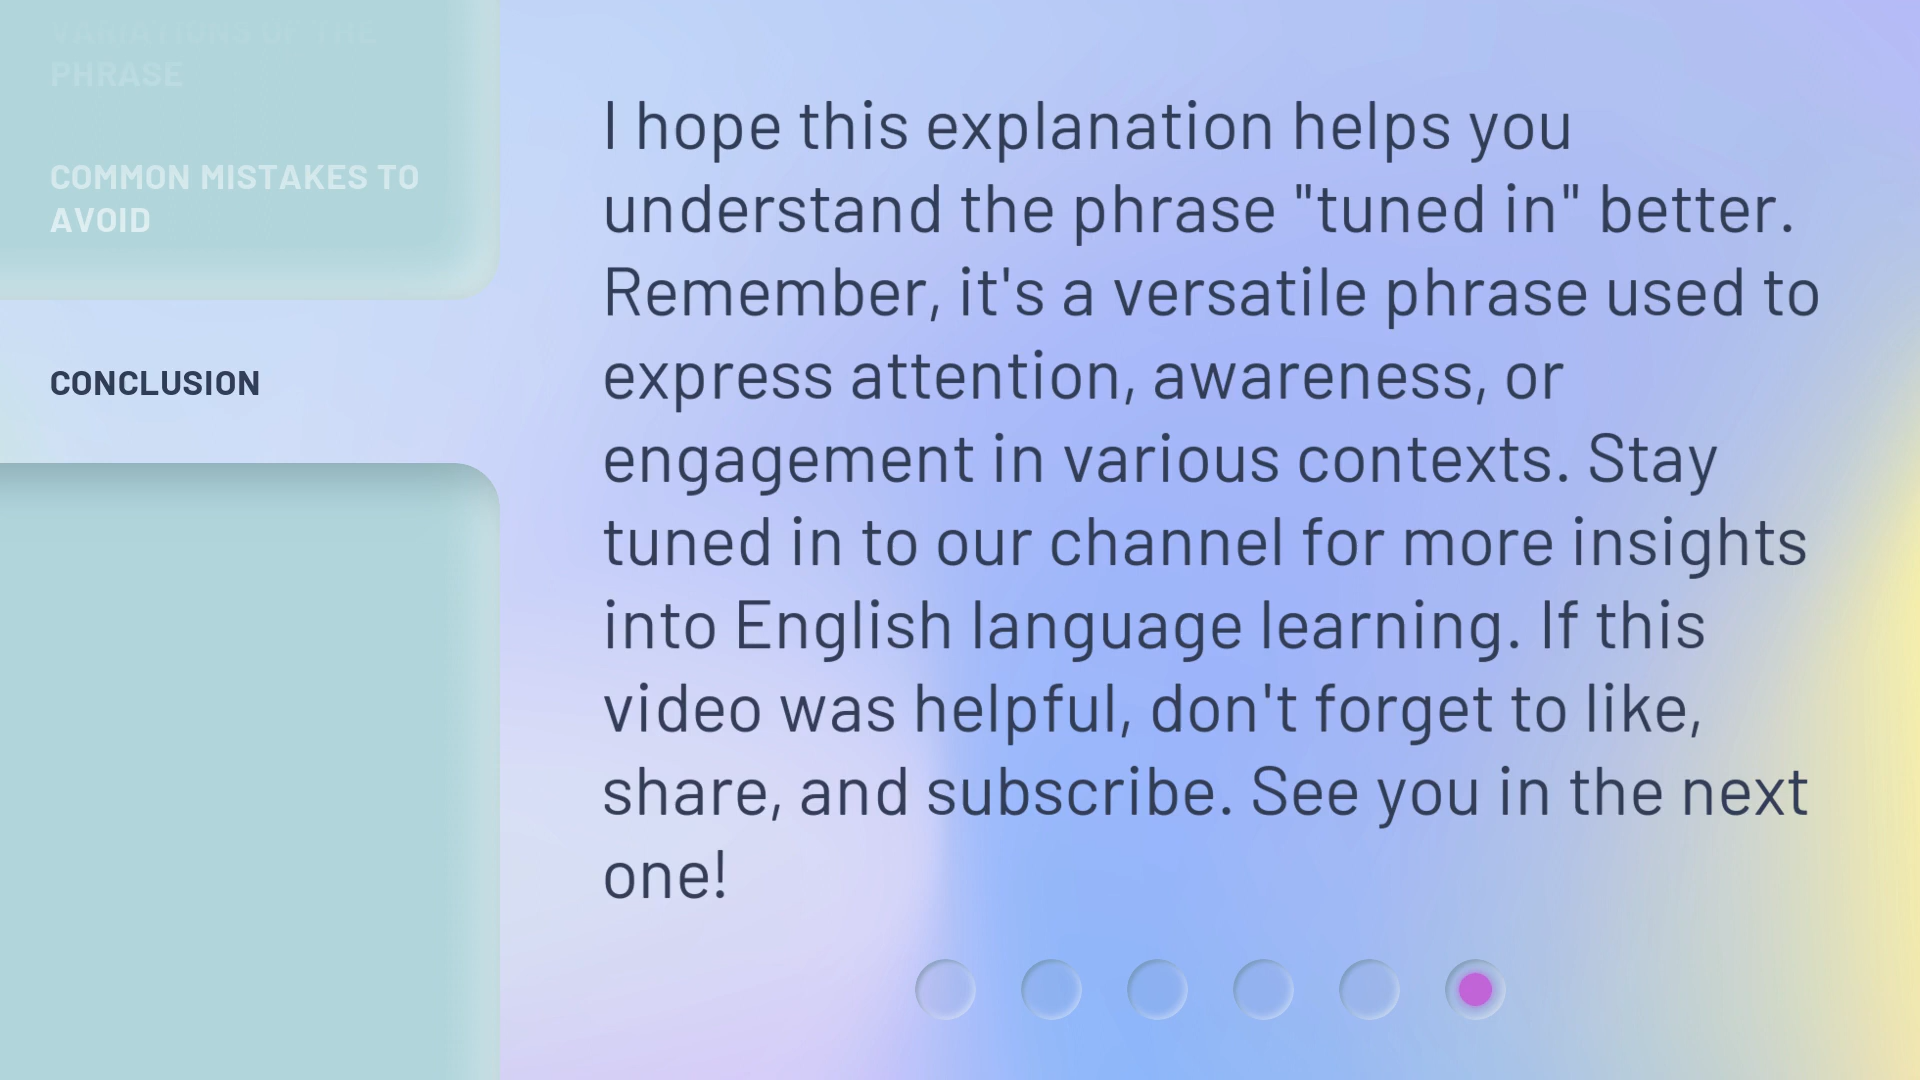 VARIATIONS OF THE
PHRASE
COMMON MISTAKES TO
AVOID
CONCLUSION
I hope this explanation helps you
understand the phrase "tuned in" better.
Remember, it's a versatile phrase used to
express attention, awareness, or
engagement in various contexts. Stay
tuned in to our channel for more insights
into English language learning. If this
video was helpful, don't forget to like,
share, and subscribe. See you in the next
one!